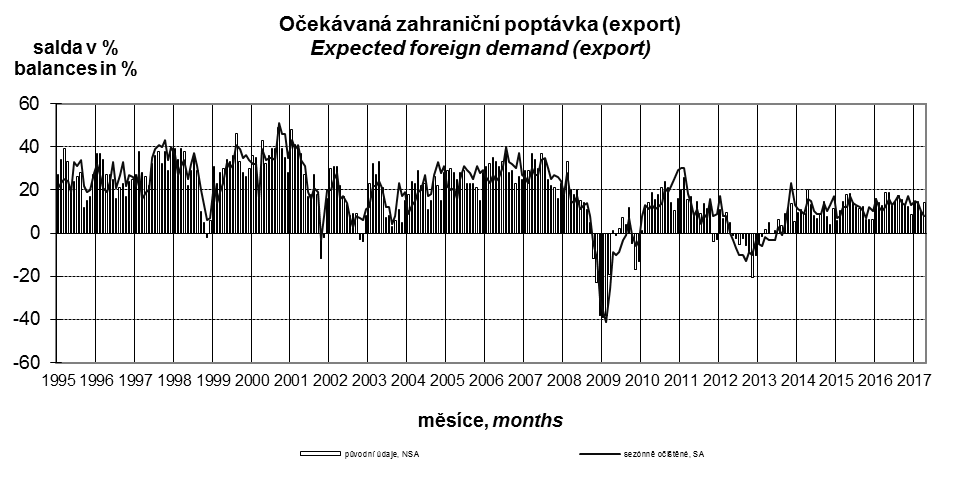 Očekávaná zahraniční poptávka (export)
Expected foreign demand (export)
salda v %
balances in %
60
40
20
0
-20
-40
-60
1995 1996 1997 1998 1999 2000 2001 2002 2003 2004 2005 2006 2007 2008 2009 2010 2011 2012 2013 2014 2015 2016 2017
měsíce, months
původní údaje, NSA
sezónně očištěné, SA